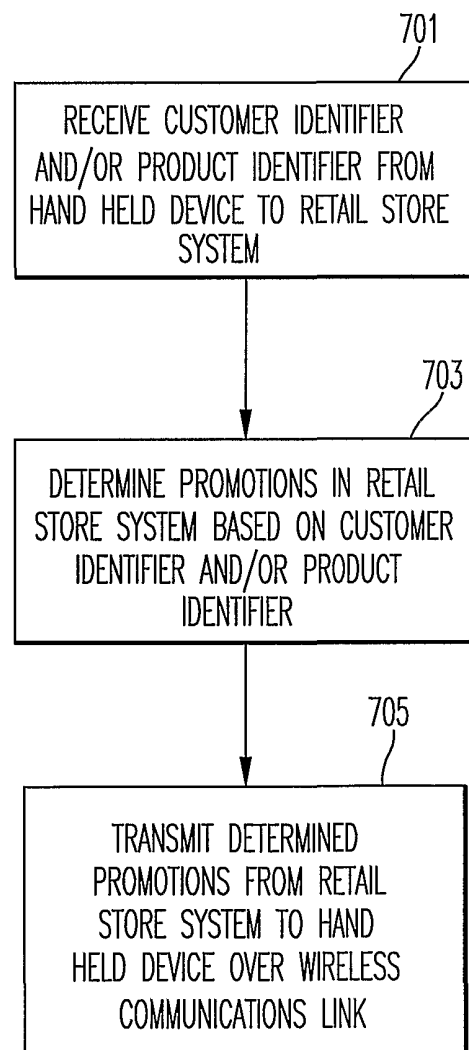 701
RECEIVE CUSTOMER IDENTIFIER
AND/OR PRODUCT IDENTIFIER FROM
HAND HELD DEVICE TO RETAIL STORE
SYSTEM
703
DETERMINE PROMOTIONS IN RETAIL
STORE SYSTEM BASED ON CUSTOMER
IDENTIFIER AND/OR PRODUCT
IDENTIFIER
705
TRANSMIT DETERMINED
PROMOTIONS FROM RETAIL
STORE SYSTEM TO HAND
HELD DEVICE OVER WIRELESS
COMMUNICATIONS LINK